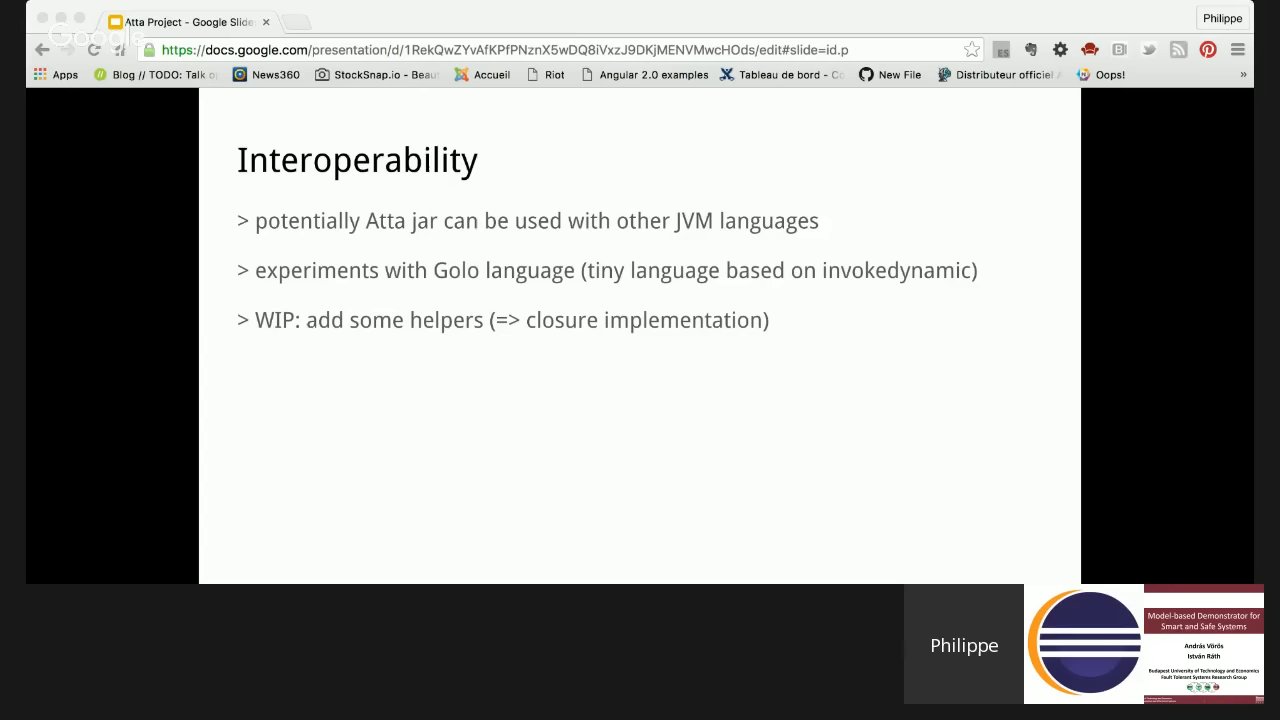 Atta Project - Google Slide
Philippe
Google
https://docs.google.com/presentation/d/1RekQwZYvAfKPfPNznX5wDQ8iVxzJ9DKjMENVMwcHOds/edit#slide=id.p
ES
Apps
Blog // TODO: Talk o
News360
StockSnap.io - Beau
Accueil
Riot
Angular 2.0 examples
Tableau de bord - Co
New File
Distributeur officiel
Oops!
»
Interoperability
> potentially Atta jar can be used with other JVM languages
> experiments with Golo language (tiny language based on invokedynamic)
> WIP: add some helpers (=> closure implementation)
Philippe
Model-based Demonstrator for
Smart and Safe Systems
András Vörös
István Ráth
Budapest University of Technology and Economics
Fault Tolerant Systems Research Group